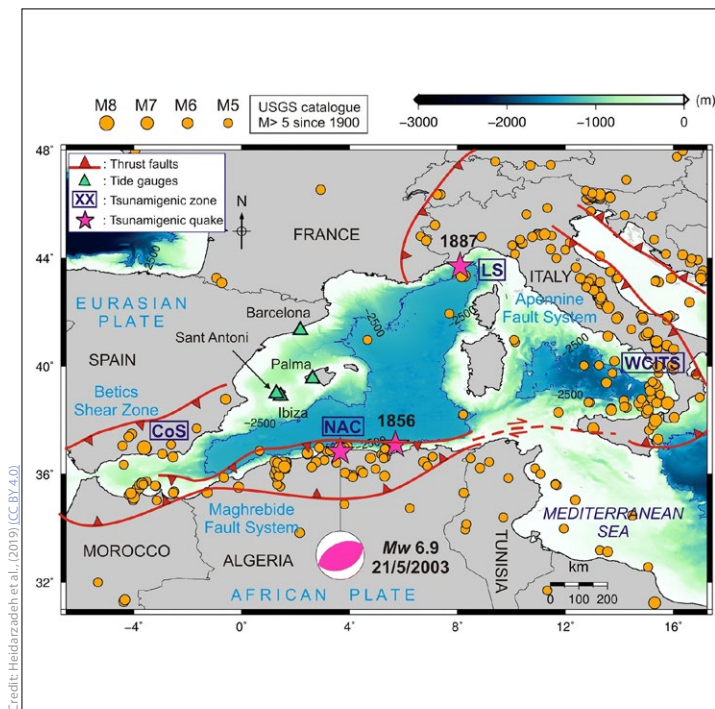 M8 M7 M6 M5
USGS catalogue
M> 5 since 1900
(m)
−3000 −2000 −1000 0
48˚
44˚
40˚
36˚
32˚
: Thrust faults
: Tide gauges
XX : Tsunamigenic zone
: Tsunamigenic quake
N
2500
FRANCE
1887
LS
ITALY
EURASIAN
PLATE
Barcelona
−2500
−2500
Apennine
Fault System
Sant Antoni
SPAIN
Palma
−2500
WCITS
Betics
Shear Zone
Ibiza
−2500
CoS
NAC
1856
−2500
Maghrebide
Fault System
MEDITERRANEAN
SEA
MOROCCO
ALGERIA
Mw 6.9
21/5/2003
TUNISIA
km
0 100 200
AFRICAN PLATE
−4˚ 0˚ 4˚ 8˚ 12˚ 16˚
Credit: Heidarzadeh et al., (2019) (CC BY 4.0)